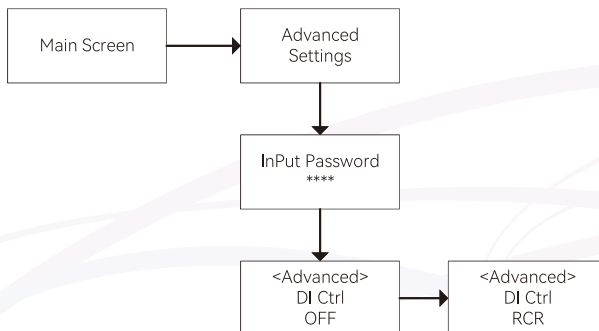 Main Screen
Advanced
Settings
InPut Password
****
<Advanced>
DI Ctrl
OFF
<Advanced>
DI Ctrl
RCR